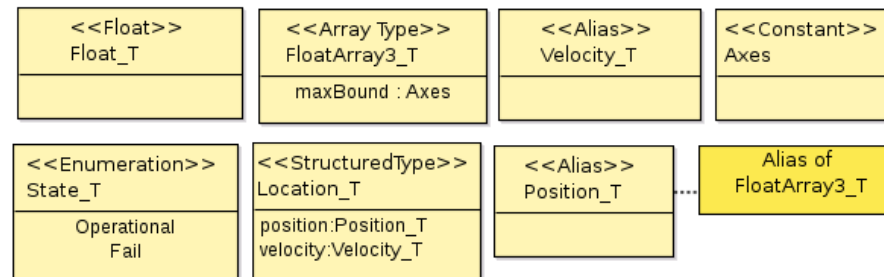 <<Float>>
Float_T
<<Array Type>>
FloatArray3_T
maxBound : Axes
<<Alias>>
Velocity_T
<<Constant>>
Axes
<<Enumeration>>
State_T
Operational
Fail
<<StructuredType>>
Location_T
position:Position_T
velocity:Velocity_T
<<Alias>>
Position_T
Alias of
FloatArray3_T